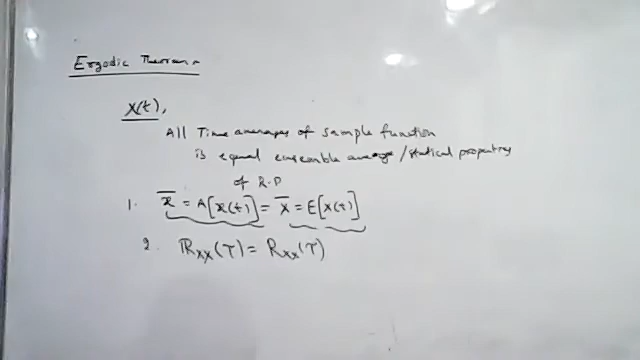 Ergodic Theorem
X(t),
All Time averages of sample function
is equal ensemble average/statical property
of R.P
1. x̅ = A[x(t)] = X̅ = E[X(t)]
2. ℝxx(τ) = Rxx(τ)